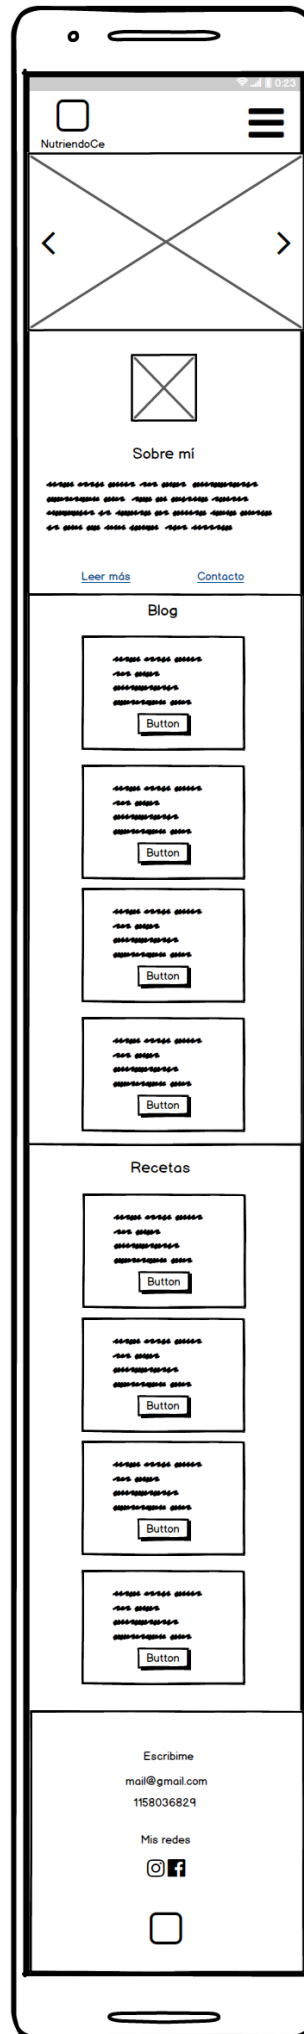 0:23
NutriendoCe
Sobre mí
Leer más
Contacto
Blog
Button
Button
Button
Button
Recetas
Button
Button
Button
Button
Escribime
mail@gmail.com
1158036829
Mis redes